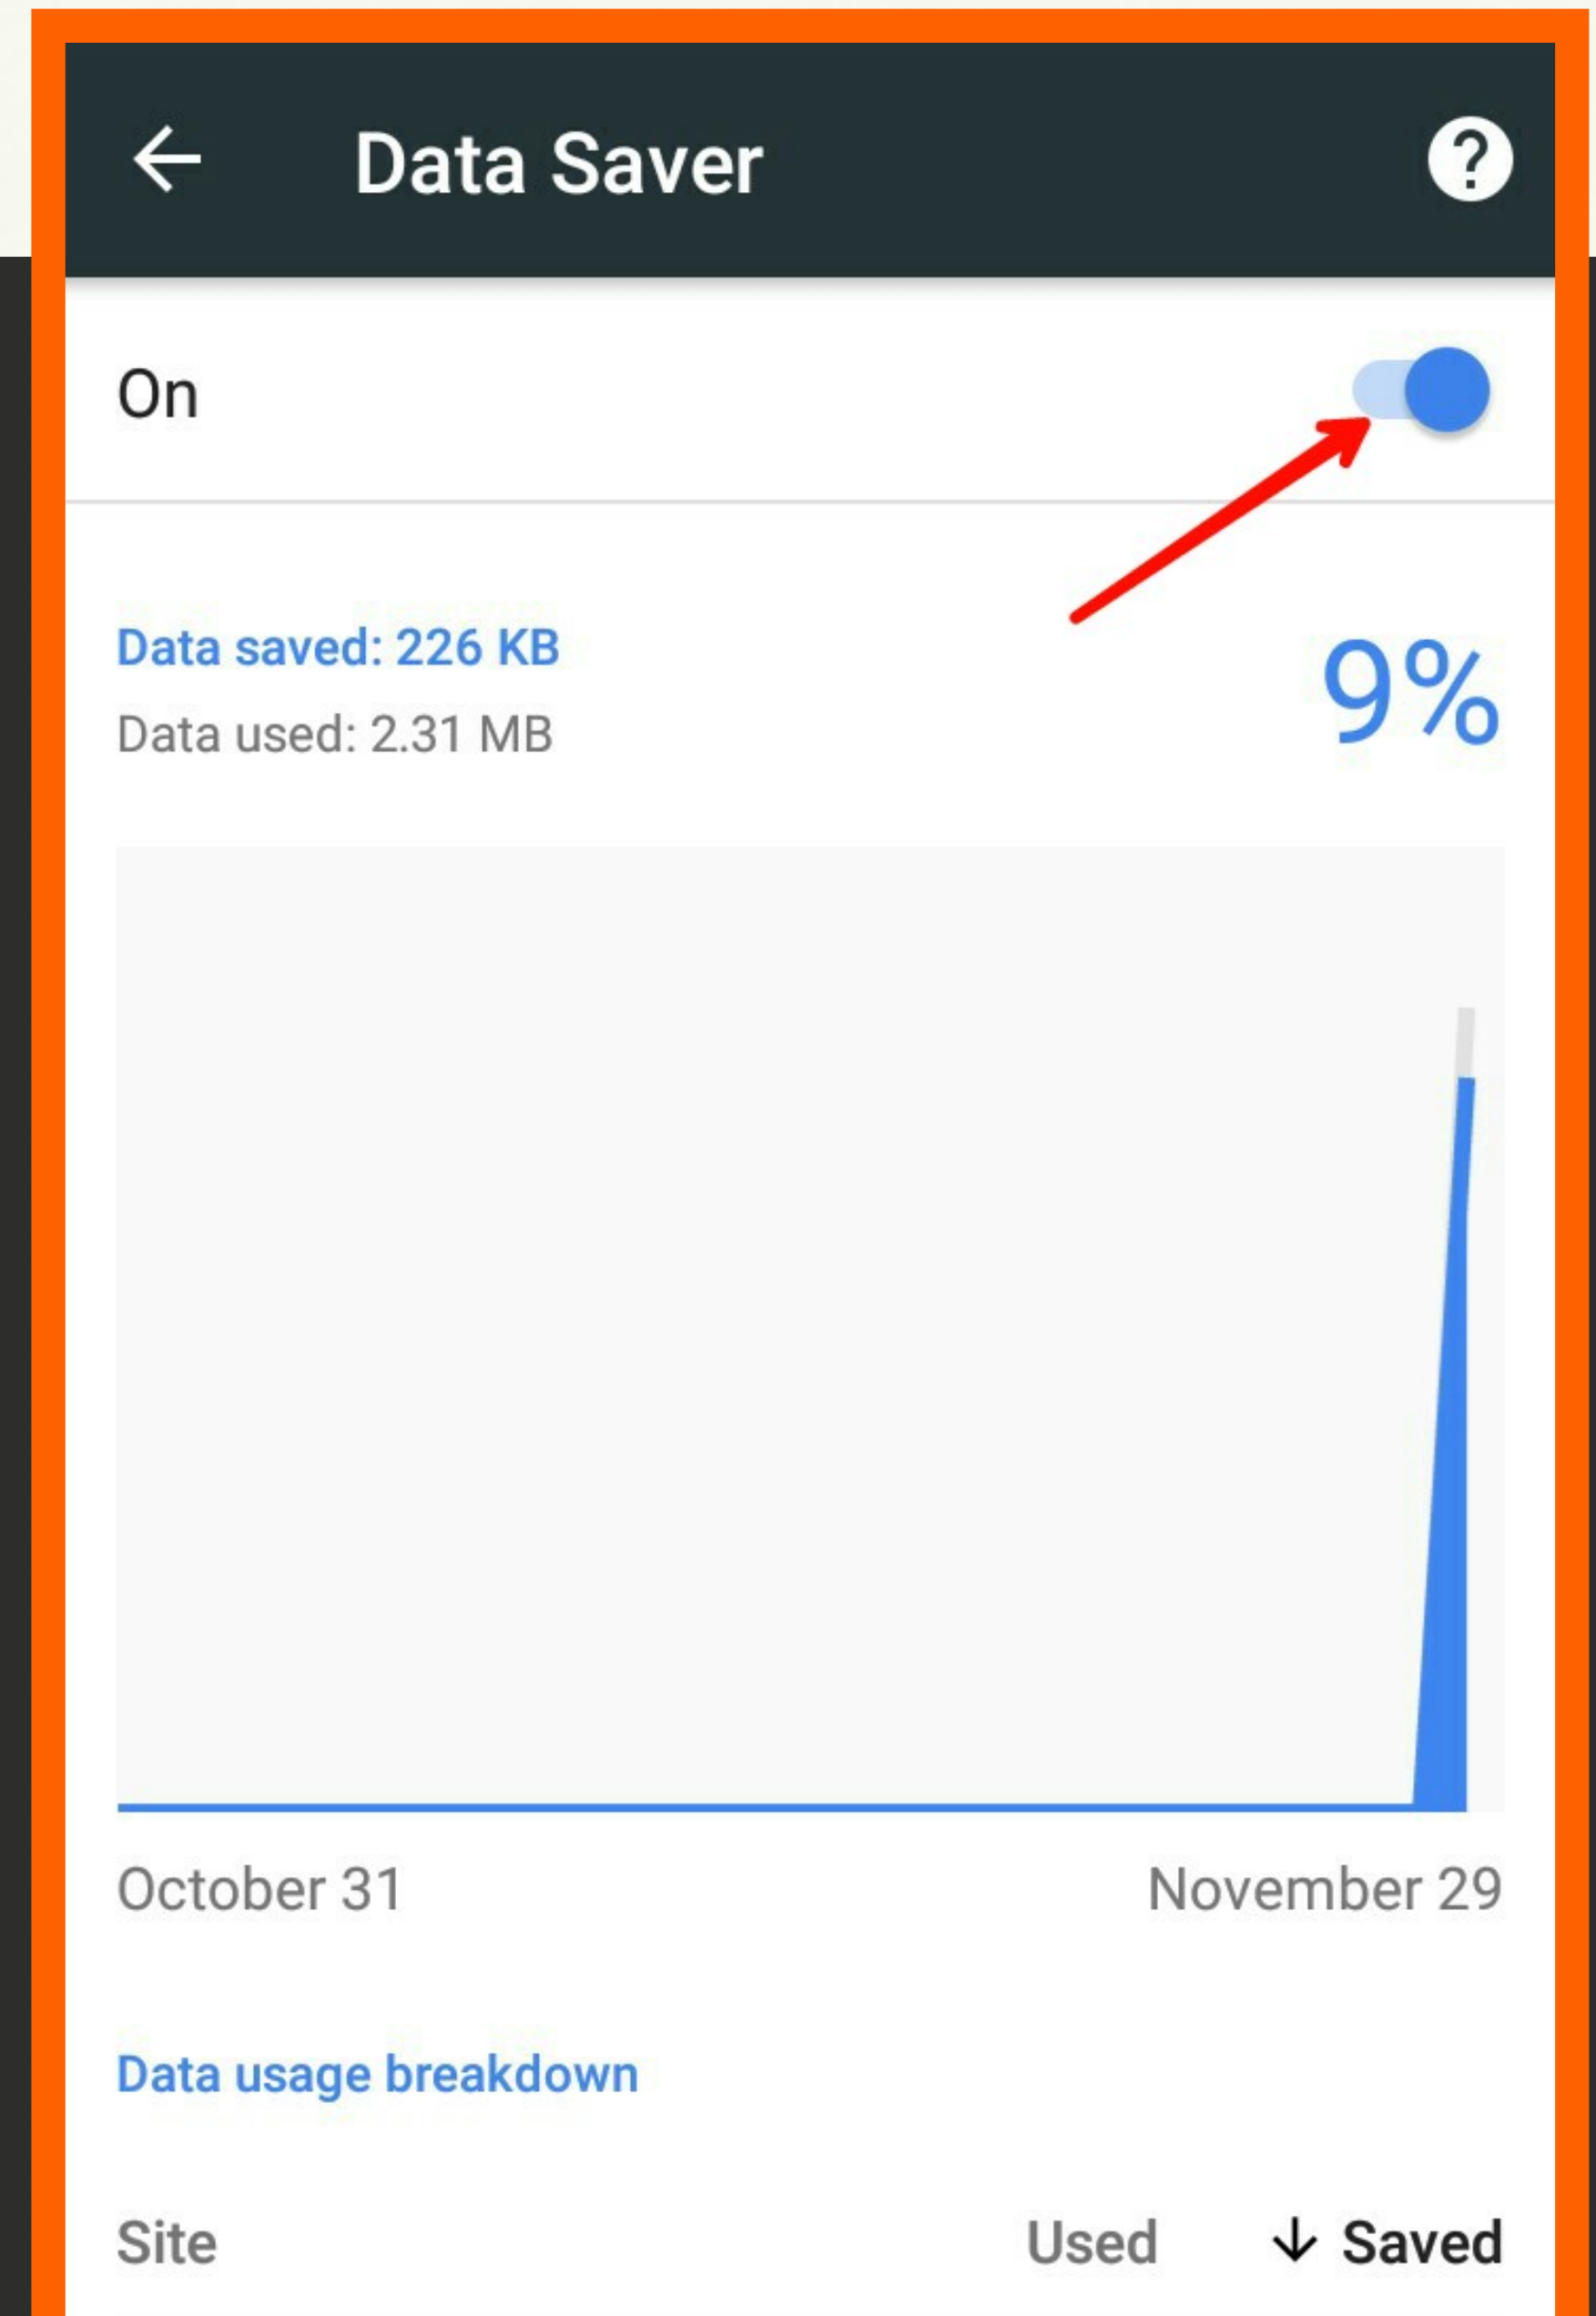 Data Saver
On
Data saved: 226 KB
Data used: 2.31 MB
9%
October 31
November 29
Data usage breakdown
Site
Used
Saved